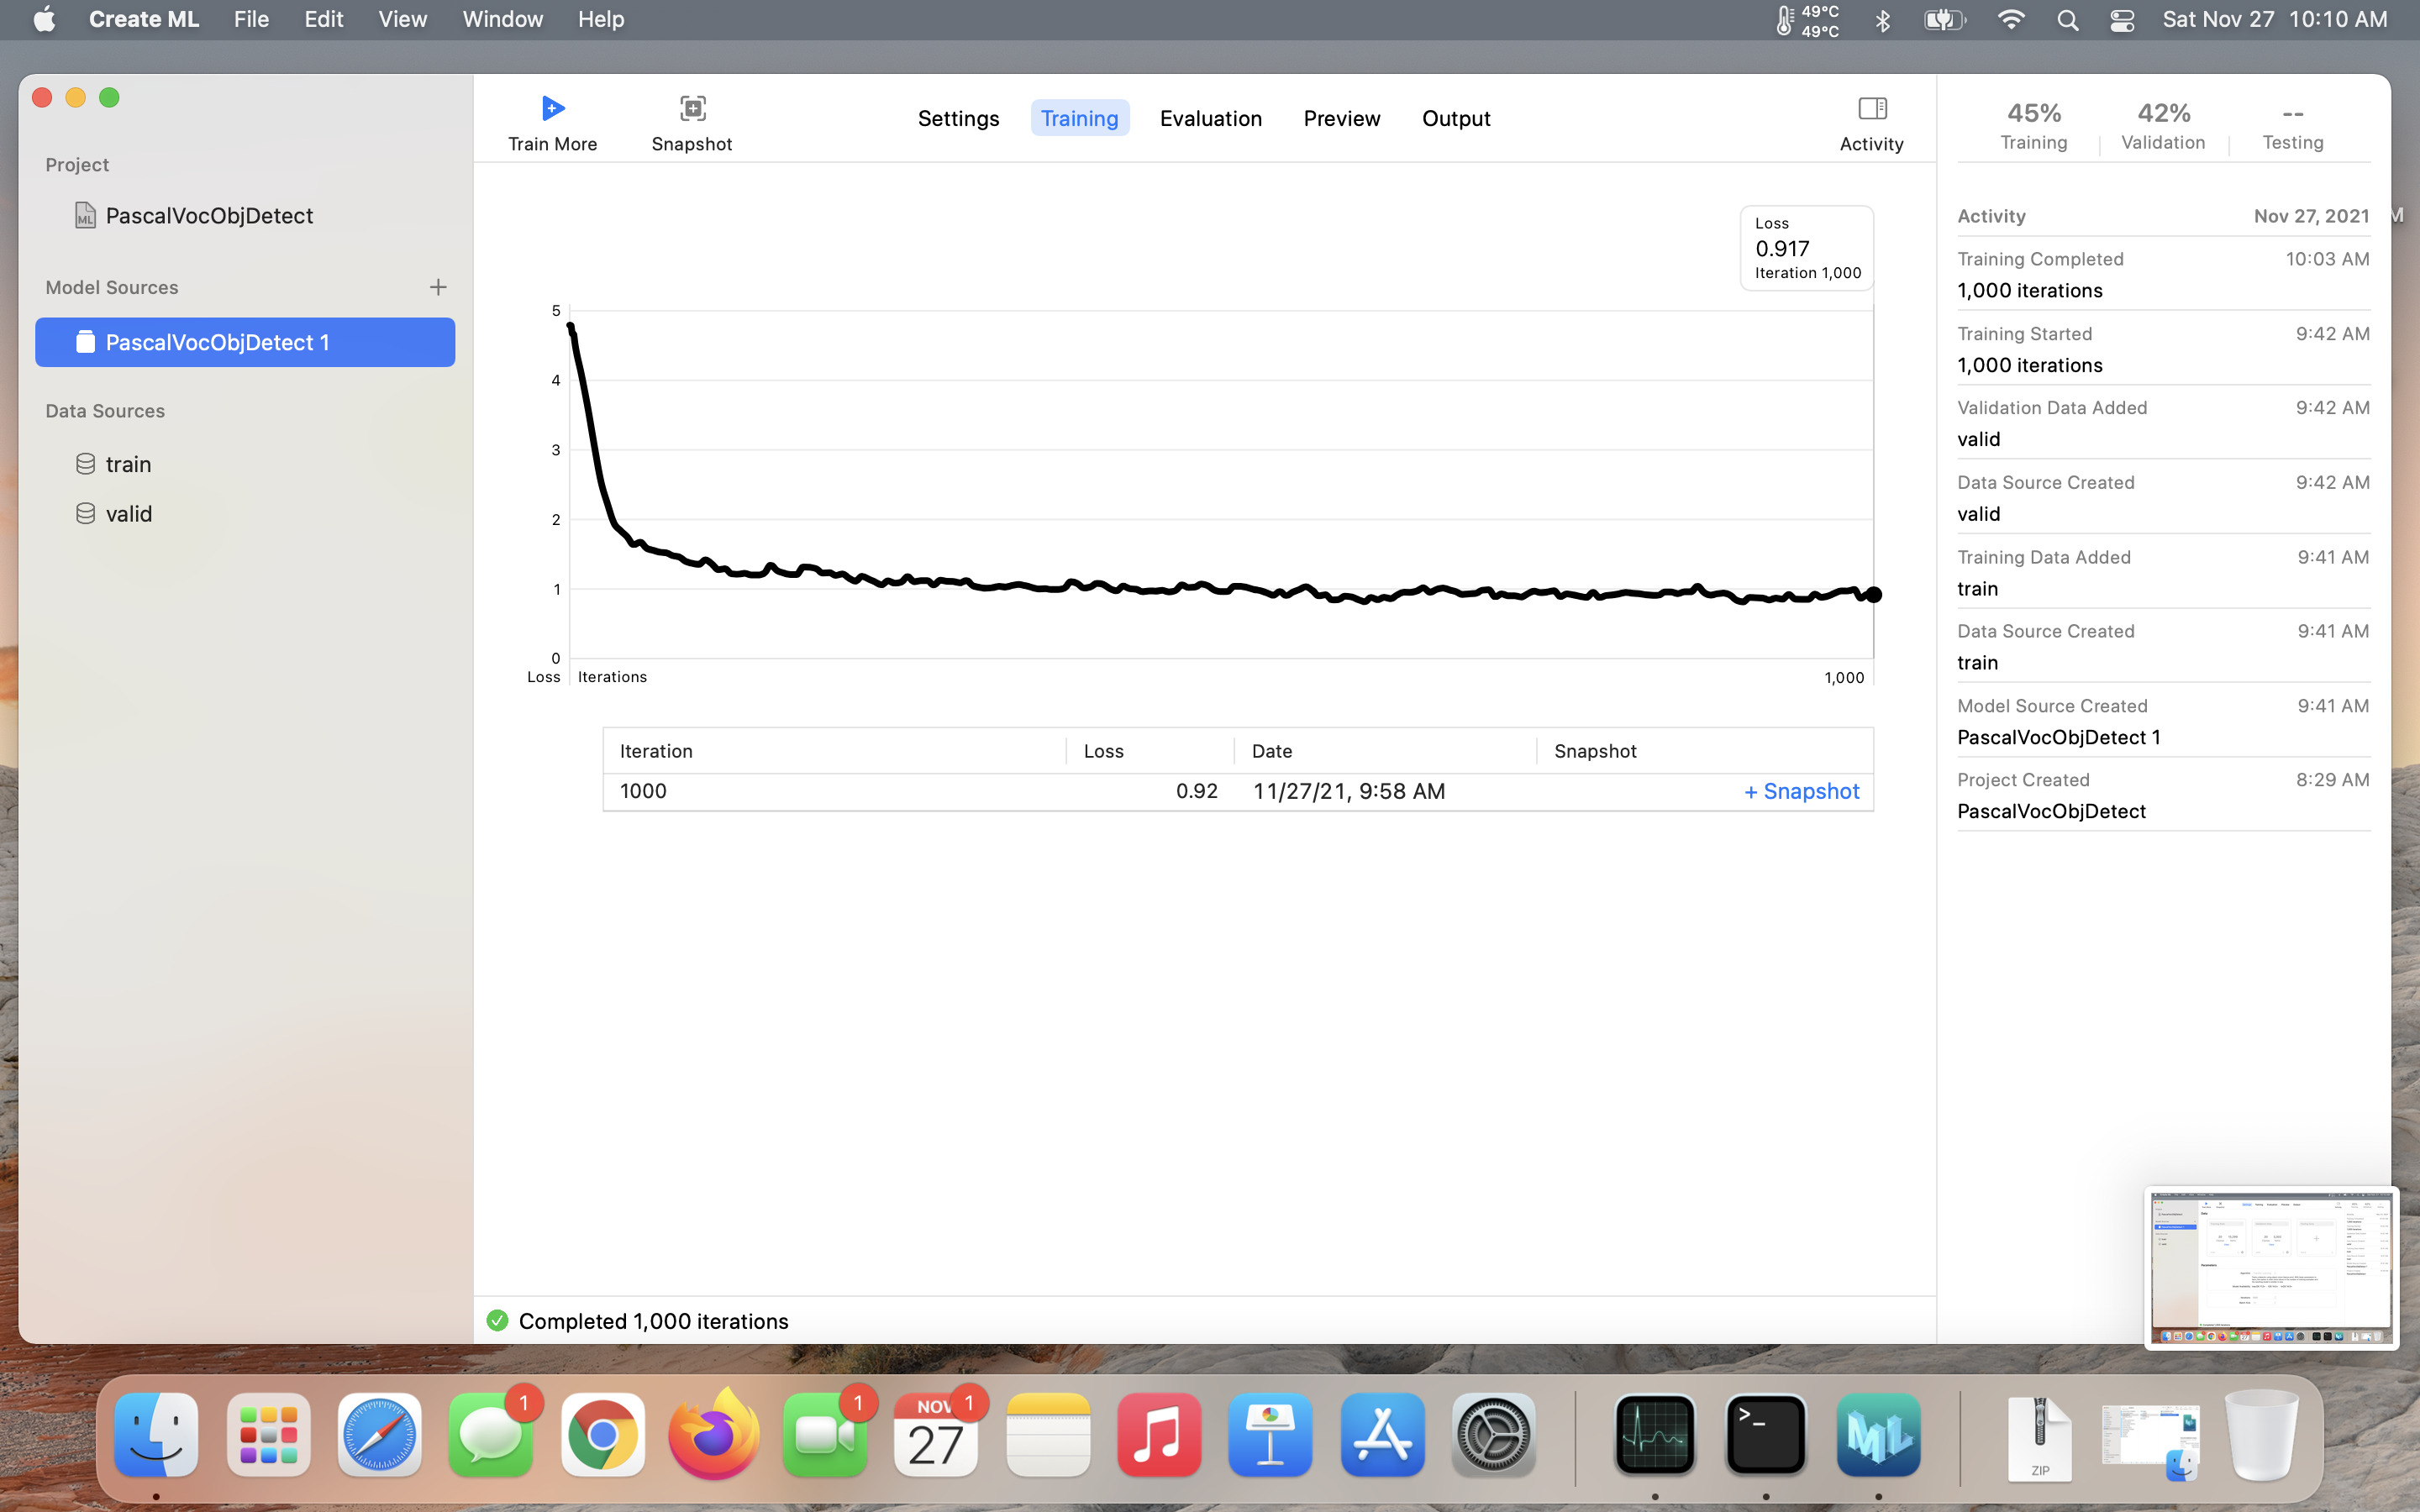 Create ML File Edit View Window Help 49°C 49°C Sat Nov 27 10:10 AM
Train More Snapshot Settings Training Evaluation Preview Output Activity
45% 42% --
Training Validation Testing
Project
ML PascalVocObjDetect
Model Sources
PascalVocObjDetect 1
Data Sources
train
valid
Loss
0.917
Iteration 1,000
5
4
3
2
1
0
Loss Iterations 1,000
Iteration Loss Date Snapshot
1000 0.92 11/27/21, 9:58 AM + Snapshot
Completed 1,000 iterations
Activity Nov 27, 2021
M
Training Completed 10:03 AM
1,000 iterations
Training Started 9:42 AM
1,000 iterations
Validation Data Added 9:42 AM
valid
Data Source Created 9:42 AM
valid
Training Data Added 9:41 AM
train
Data Source Created 9:41 AM
train
Model Source Created 9:41 AM
PascalVocObjDetect 1
Project Created 8:29 AM
PascalVocObjDetect
1
1
NOV 1
27
>_
ML
ZIP